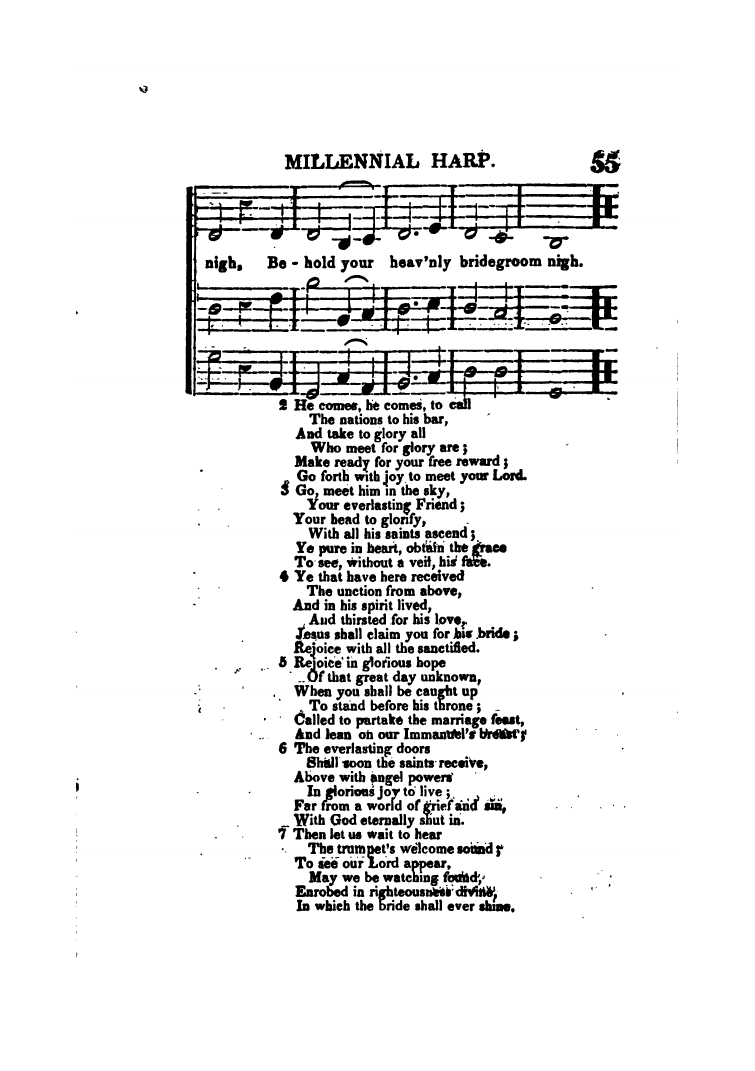 MILLENNIAL HARP. 55
nigh, Be - hold your heav'nly bridegroom nigh.
2 He comes, he comes, to call
The nations to his bar,
And take to glory all
Who meet for glory are;
Make ready for your free reward;
Go forth with joy to meet your Lord.
3 Go, meet him in the sky,
Your everlasting Friend;
Your head to glorify,
With all his saints ascend;
Ye pure in heart, obtain the grace
To see, without a veil, his face.
4 Ye that have here received
The unction from above,
And in his spirit lived,
And thirsted for his love,
Jesus shall claim you for his bride;
Rejoice with all the sanctified.
5 Rejoice in glorious hope
Of that great day unknown,
When you shall be caught up
To stand before his throne;
Called to partake the marriage feast,
And lean on our Immanuel's breast;
6 The everlasting doors
Shall soon the saints receive,
Above with angel powers
In glorious joy to live;
Far from a world of grief and sin,
With God eternally shut in.
7 Then let us wait to hear
The trumpet's welcome sound;
To see our Lord appear,
May we be watching found;
Enrobed in righteousness divine,
In which the bride shall ever shine.